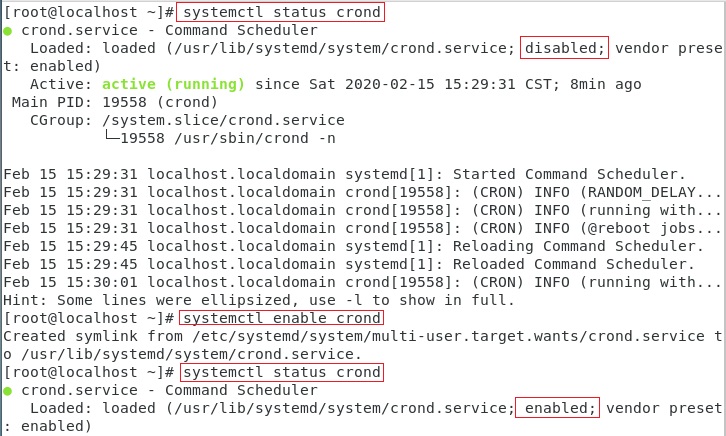 [root@localhost ~]# systemctl status crond
● crond.service - Command Scheduler
   Loaded: loaded (/usr/lib/systemd/system/crond.service; disabled; vendor prese
t: enabled)
   Active: active (running) since Sat 2020-02-15 15:29:31 CST; 8min ago
 Main PID: 19558 (crond)
   CGroup: /system.slice/crond.service
           └─19558 /usr/sbin/crond -n

Feb 15 15:29:31 localhost.localdomain systemd[1]: Started Command Scheduler.
Feb 15 15:29:31 localhost.localdomain crond[19558]: (CRON) INFO (RANDOM_DELAY...
Feb 15 15:29:31 localhost.localdomain crond[19558]: (CRON) INFO (running with...
Feb 15 15:29:31 localhost.localdomain crond[19558]: (CRON) INFO (@reboot jobs...
Feb 15 15:29:45 localhost.localdomain systemd[1]: Reloading Command Scheduler.
Feb 15 15:29:45 localhost.localdomain systemd[1]: Reloaded Command Scheduler.
Feb 15 15:30:01 localhost.localdomain crond[19558]: (CRON) INFO (running with...
Hint: Some lines were ellipsized, use -l to show in full.
[root@localhost ~]# systemctl enable crond
Created symlink from /etc/systemd/system/multi-user.target.wants/crond.service t
o /usr/lib/systemd/system/crond.service.
[root@localhost ~]# systemctl status crond
● crond.service - Command Scheduler
   Loaded: loaded (/usr/lib/systemd/system/crond.service; enabled; vendor preset
: enabled)